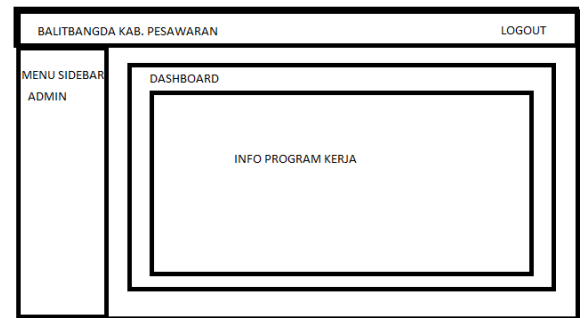 BALITBANGDA KAB. PESAWARAN
LOGOUT
MENU SIDEBAR
ADMIN
DASHBOARD
INFO PROGRAM KERJA